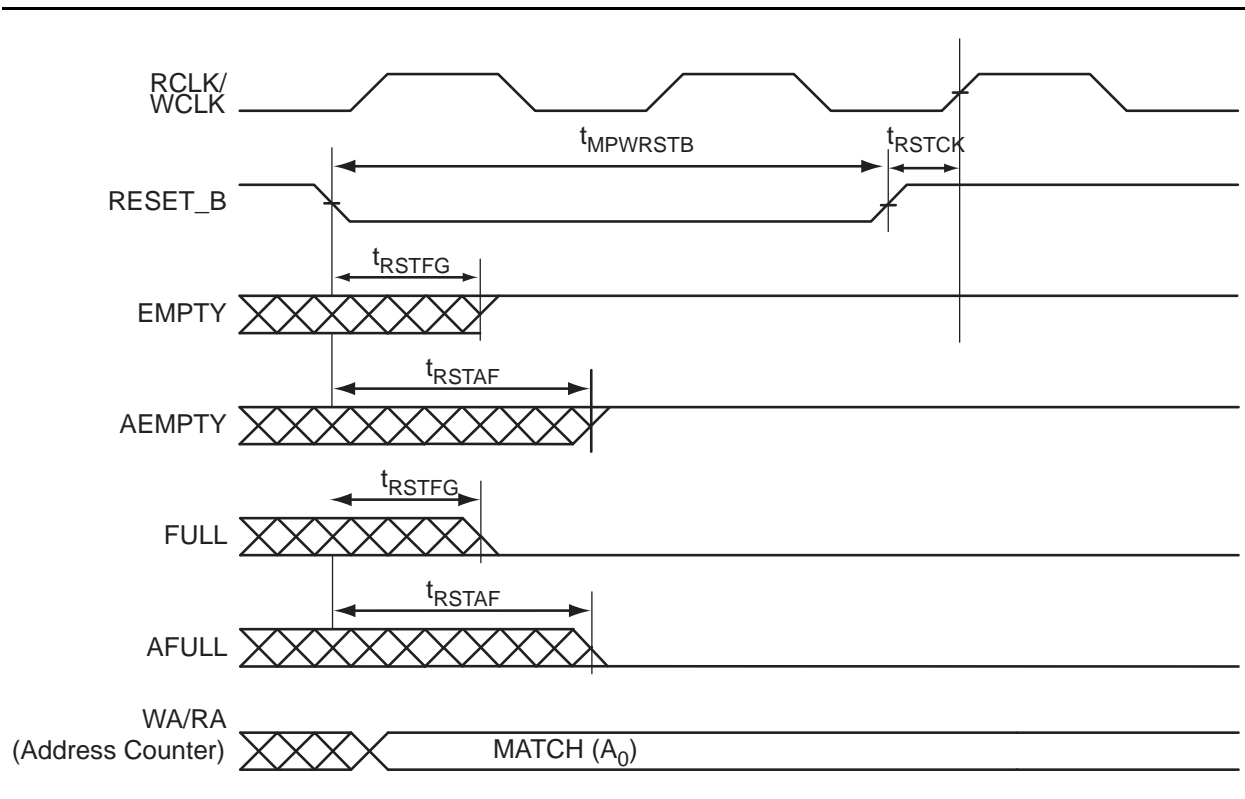 RCLK/
WCLK
tMPWRSTB
tRSTCK
RESET_B
tRSTFG
EMPTY
tRSTAF
AEMPTY
tRSTFG
FULL
tRSTAF
AFULL
WA/RA
(Address Counter)
MATCH (A0)